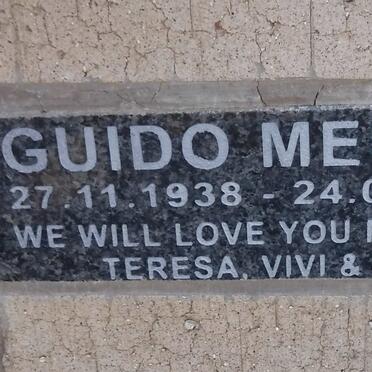 GUIDO ME
27.11.1938 - 24.0
WE WILL LOVE YOU
TERESA, VIVI &